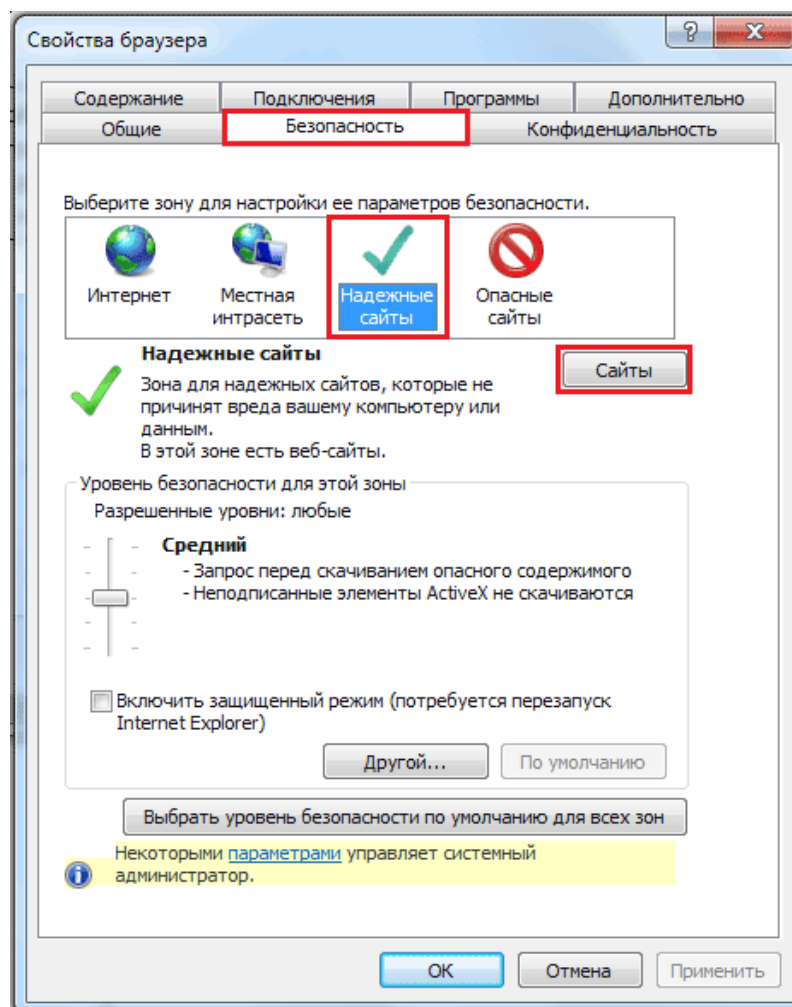 Свойства браузера
Содержание Подключения Программы Дополнительно
Общие Безопасность Конфиденциальность
Выберите зону для настройки ее параметров безопасности.
Интернет Местная Надежные Опасные
интрасеть сайты сайты
Надежные сайты
Сайты
Зона для надежных сайтов, которые не
причинят вреда вашему компьютеру или
данным.
В этой зоне есть веб-сайты.
Уровень безопасности для этой зоны
Разрешенные уровни: любые
Средний
- Запрос перед скачиванием опасного содержимого
- Неподписанные элементы ActiveX не скачиваются
Включить защищенный режим (потребуется перезапуск
Internet Explorer)
Другой... По умолчанию
Выбрать уровень безопасности по умолчанию для всех зон
Некоторыми параметрами управляет системный
администратор.
ОК Отмена Применить